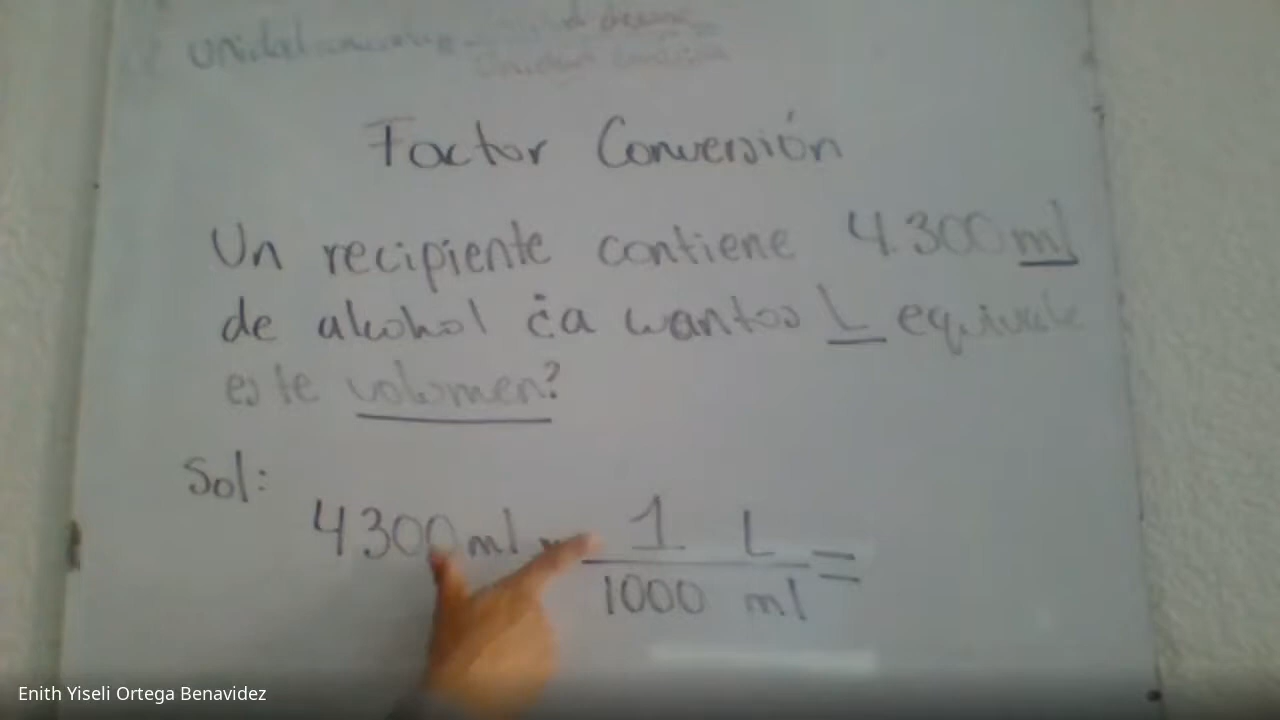 Unidad
Factor Conversión
Un recipiente contiene 4.300 ml
de alcohol ¿a cuantos L equivale
este volumen?
Sol:
4300 ml 1 L =
1000 ml
Enith Yiseli Ortega Benavidez